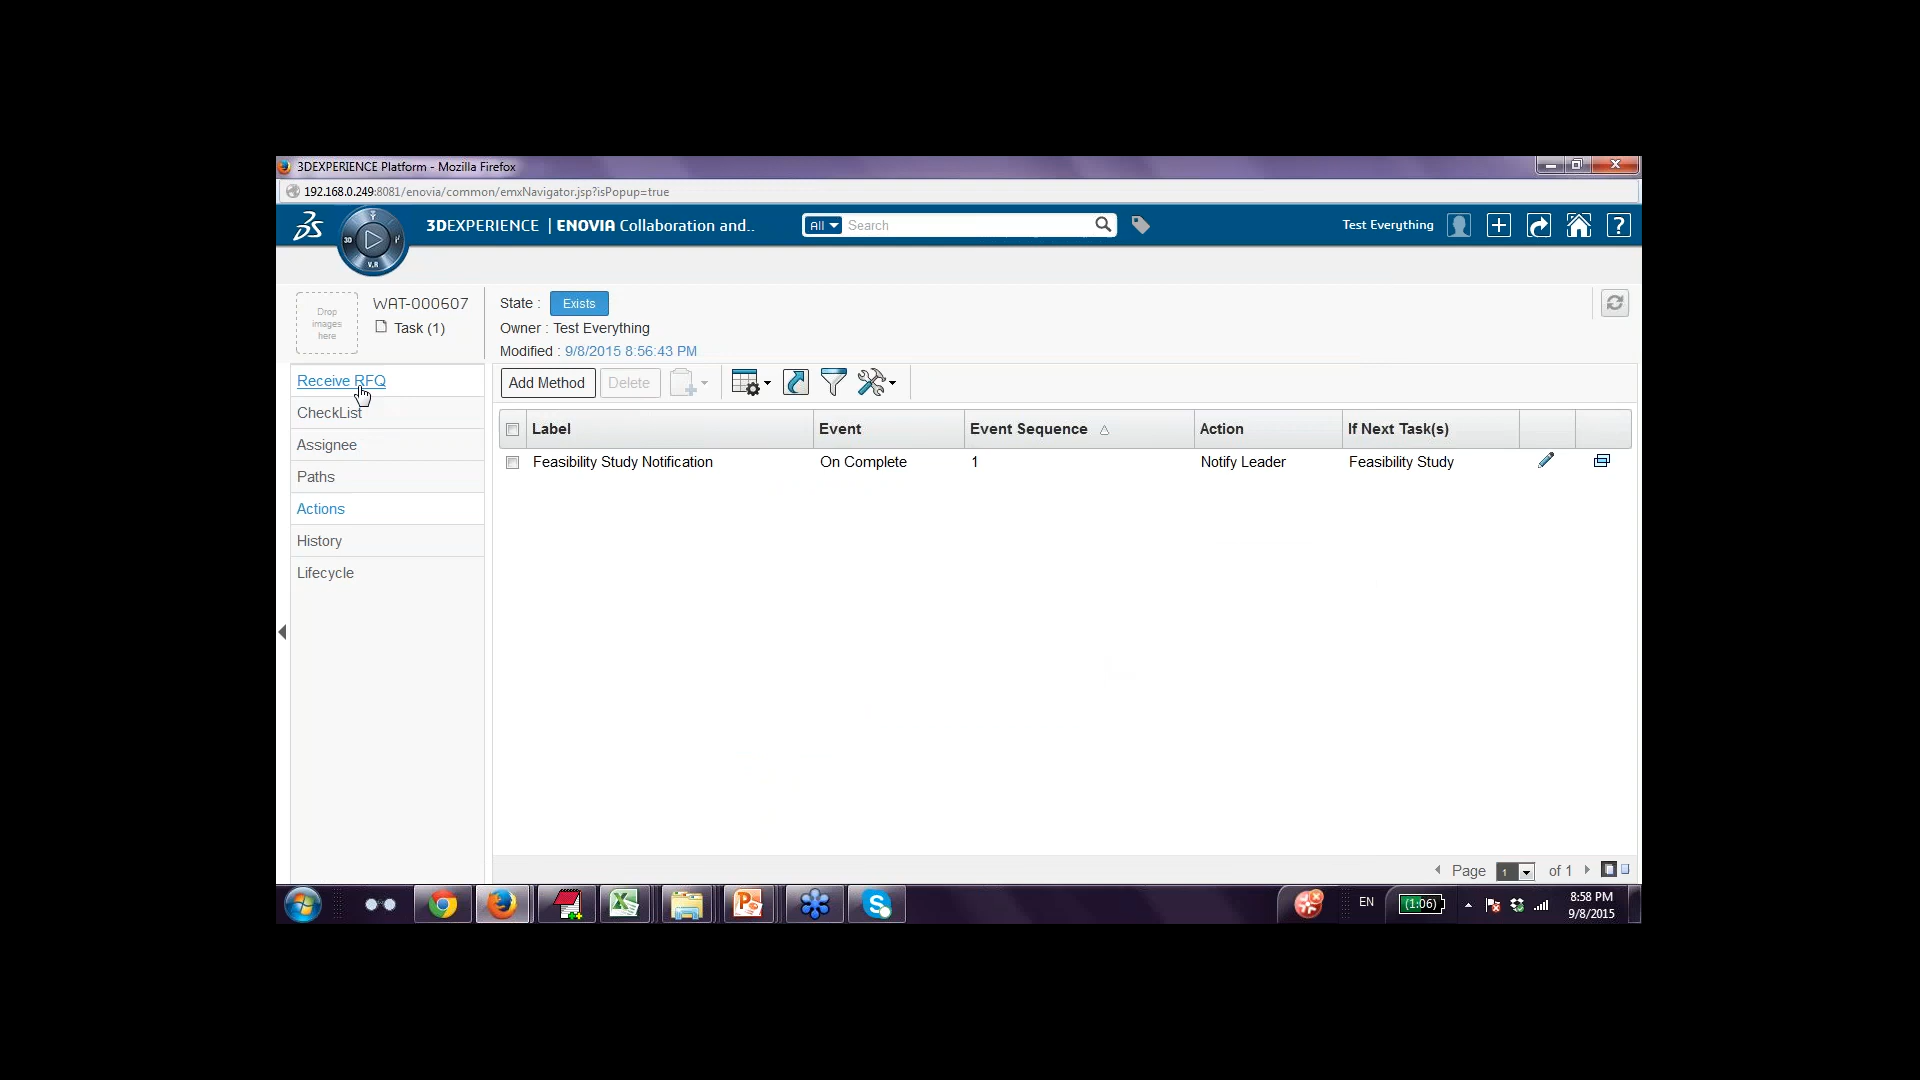 3DEXPERIENCE Platform - Mozilla Firefox
192.168.0.249:8081/enovia/common/emxNavigator.jsp?isPopup=true
3DEXPERIENCE | ENOVIA Collaboration and..
All
Search
Test Everything
3D
V,R
Drop images here
WAT-000607
Task (1)
State : Exists
Owner : Test Everything
Modified : 9/8/2015 8:56:43 PM
Receive RFQ
CheckList
Assignee
Paths
Actions
History
Lifecycle
Add Method
Delete
Label Event Event Sequence Action If Next Task(s)
Feasibility Study Notification On Complete 1 Notify Leader Feasibility Study
Page 1 of 1
EN
(1:06)
8:58 PM
9/8/2015